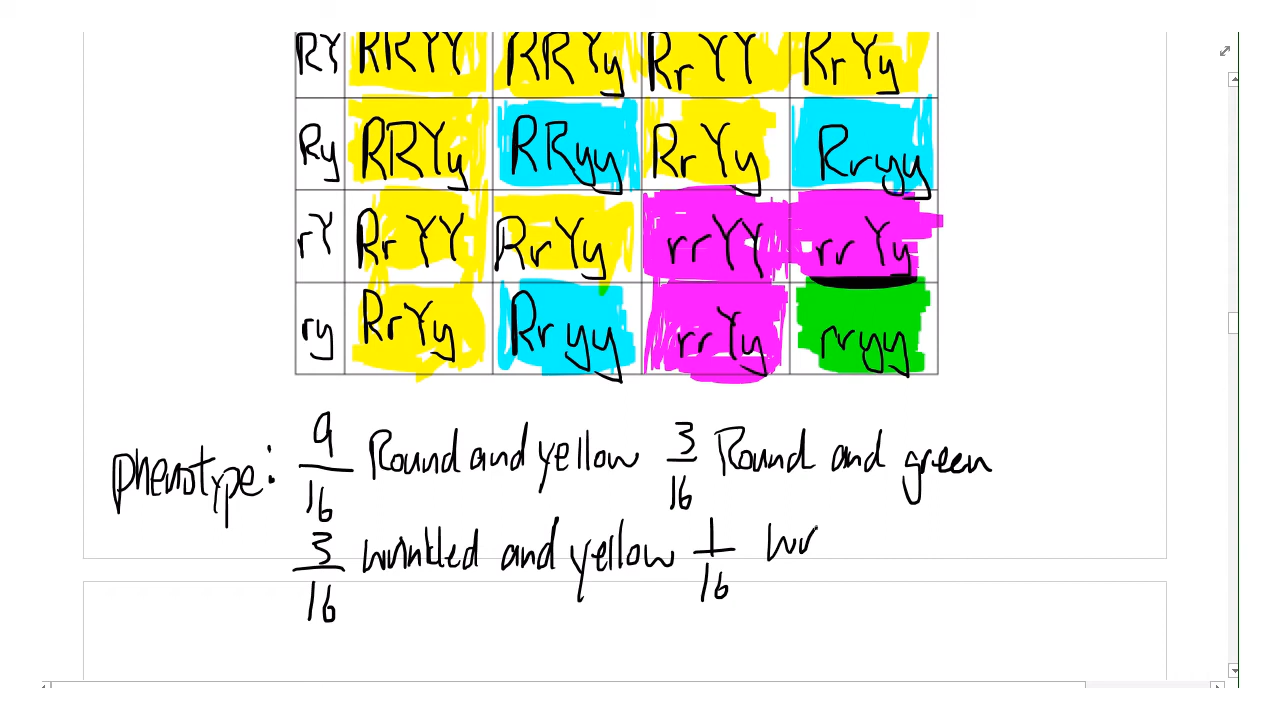 RY RRYY RRYy RrYY RrYy
Ry RRYy RRyy RrYy Rryy
rY RrYY RrYy rrYY rrYy
ry RrYy Rryy rrYy rryy
phenotype: 9/16 Round and yellow 3/16 Round and green
3/16 wrinkled and yellow 1/16 wr